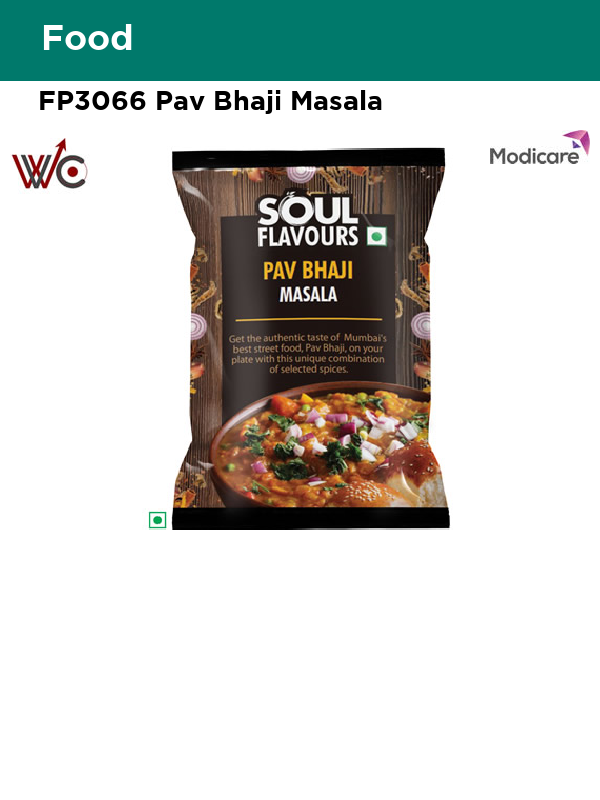 Food
FP3066 Pav Bhaji Masala
WC
Modicare
SOUL
FLAVOURS
PAV BHAJI
MASALA
Get the authentic taste of Mumbai's
best street food, Pav Bhaji, on your
plate with this unique combination
of selected spices.